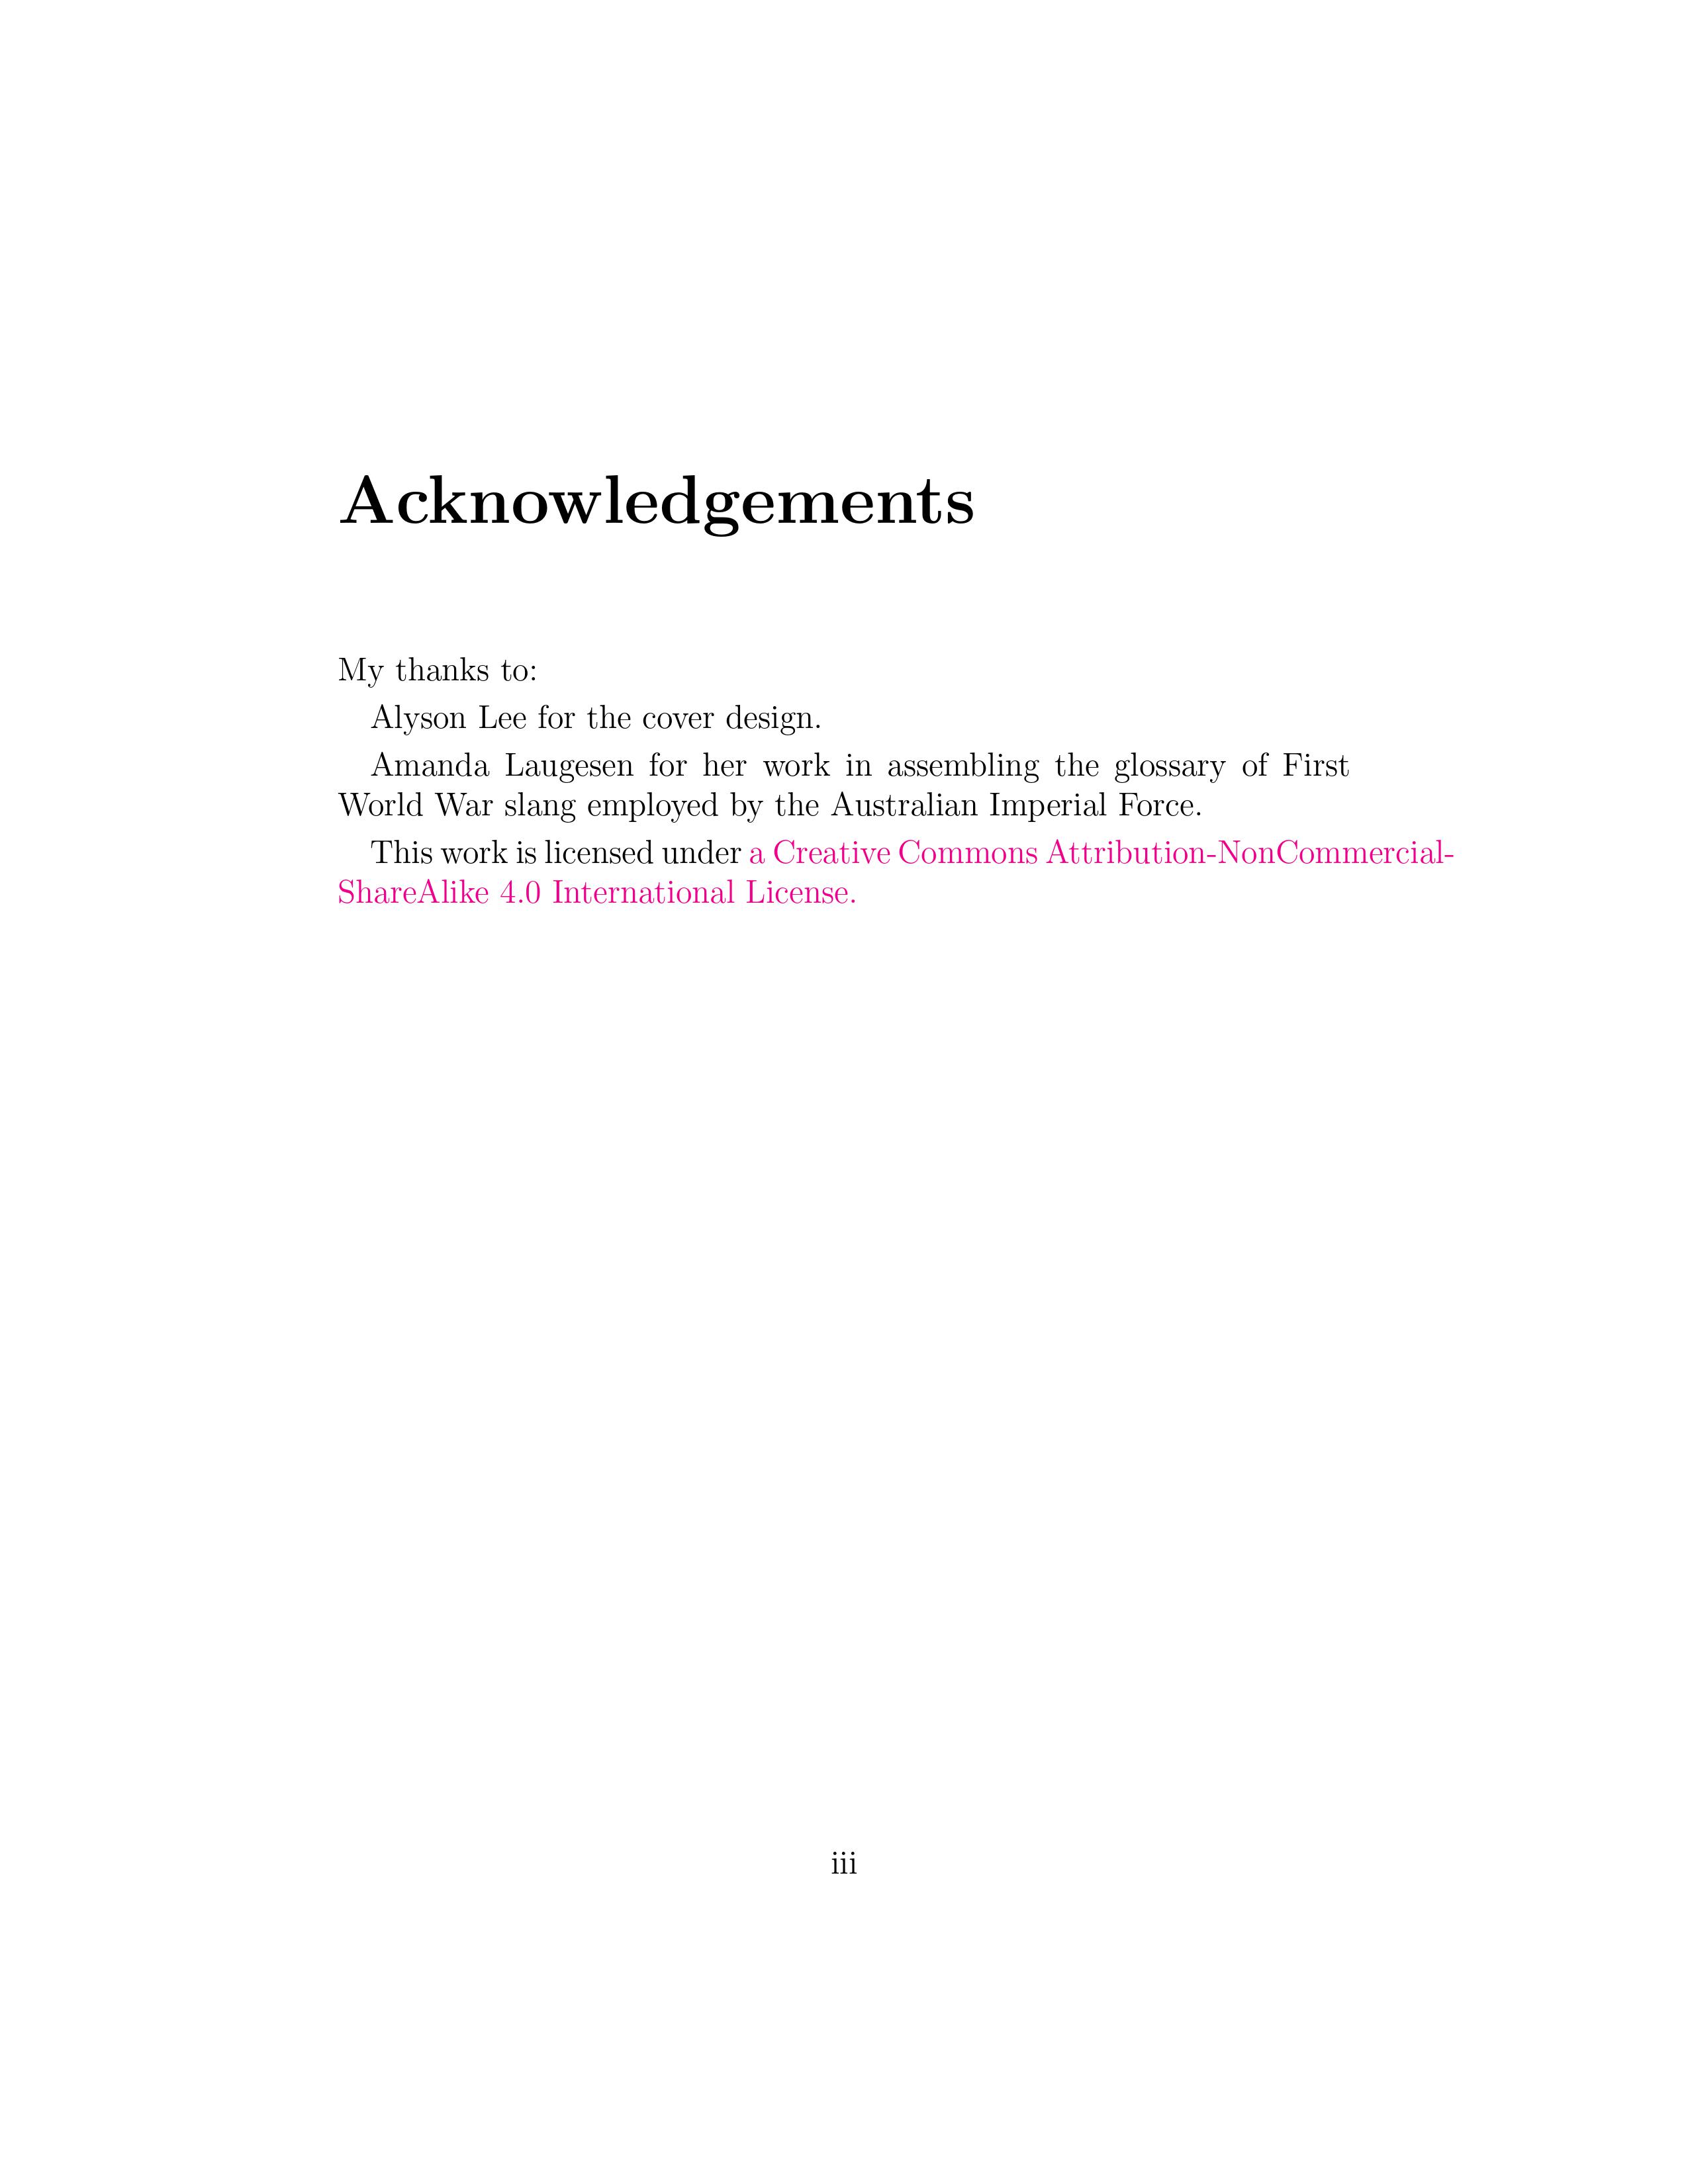 Acknowledgements
My thanks to:
Alyson Lee for the cover design.
Amanda Laugesen for her work in assembling the glossary of First
World War slang employed by the Australian Imperial Force.
This work is licensed under a Creative Commons Attribution-NonCommercial-
ShareAlike 4.0 International License.
iii